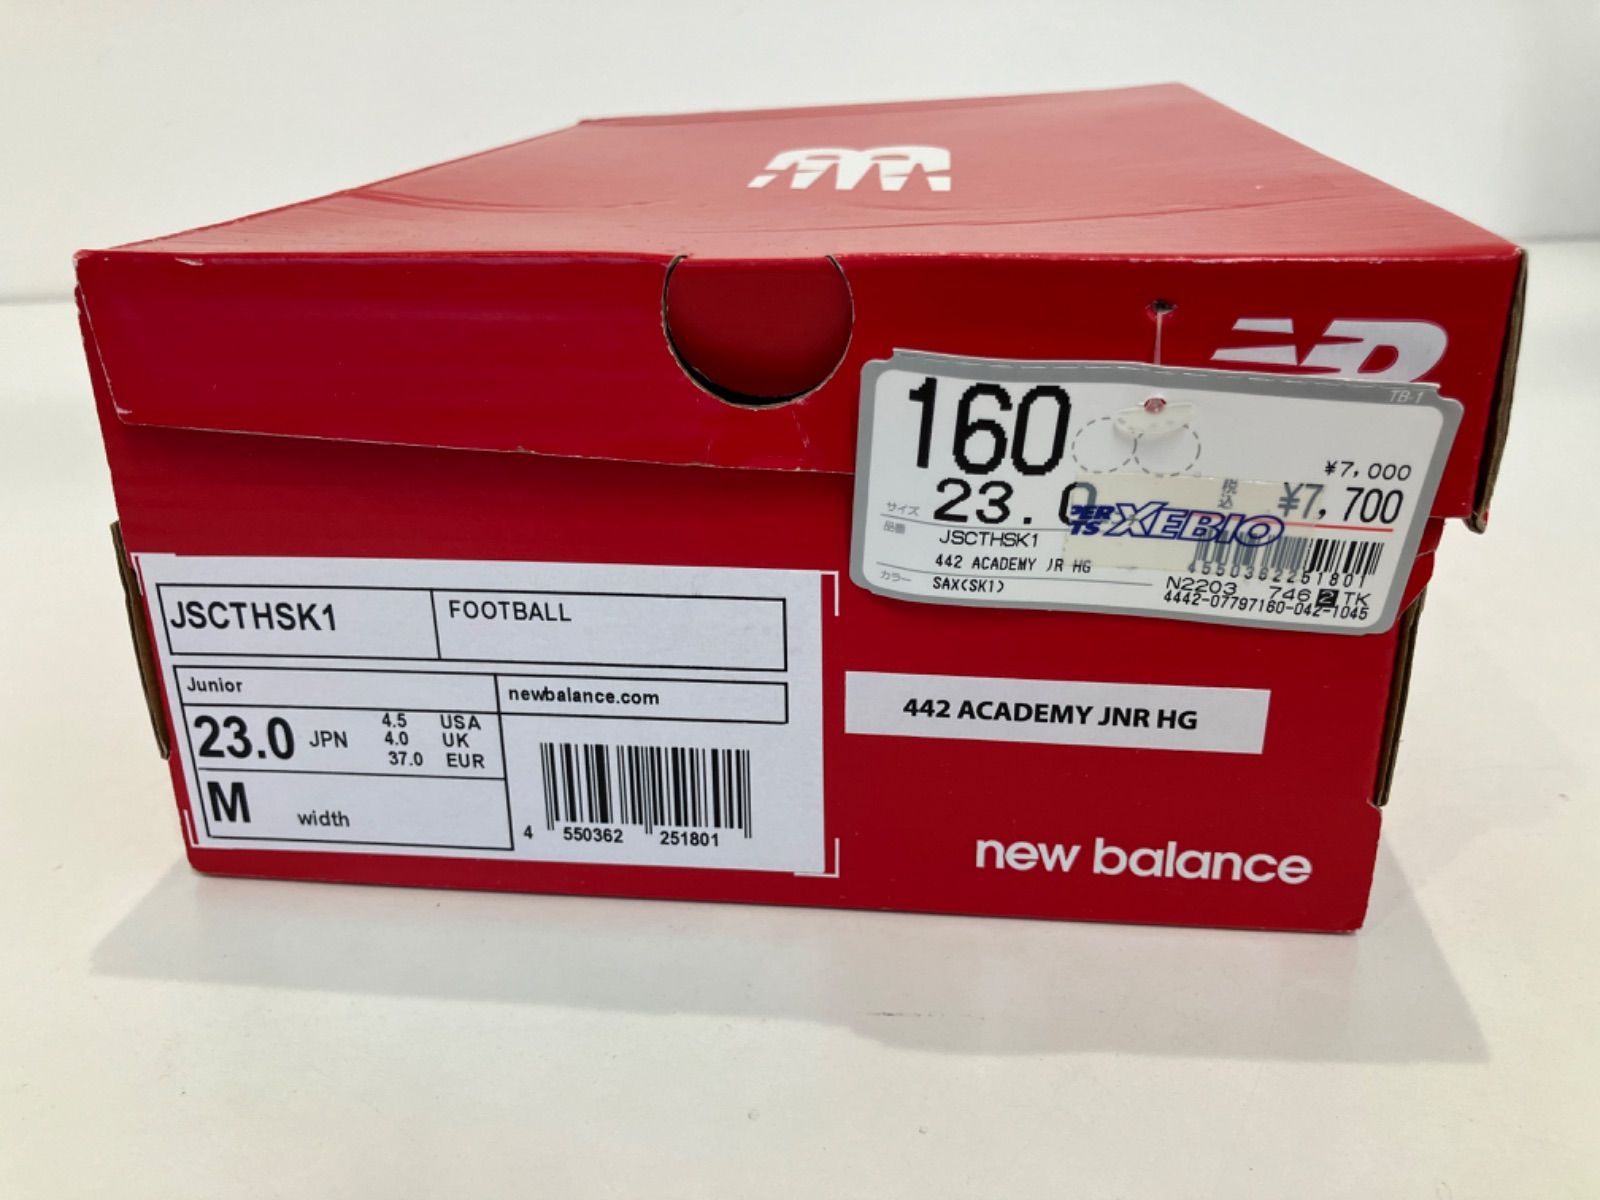 TB-1
160
¥7,000
サイズ 23.0 税込 ¥7,700
品番 JSCTHSK1
XEBIO
442 ACADEMY JR HG
4550362251801
カラー SAX(SK1)
N2203 746 2 TK
4442-07797160-042-1045
JSCTHSK1 FOOTBALL
Junior newbalance.com
23.0 JPN 4.5 USA
4.0 UK
37.0 EUR
M width
4 550362 251801
442 ACADEMY JNR HG
new balance